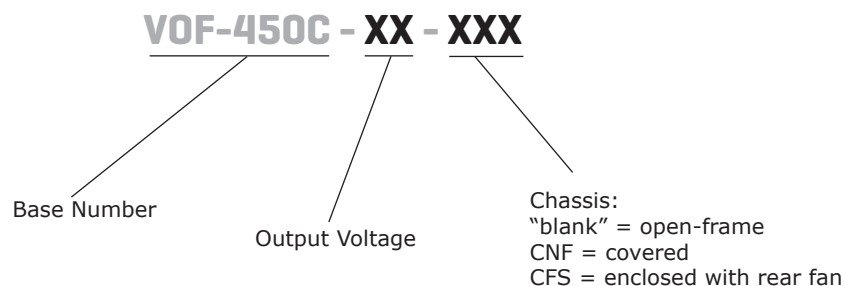 VOF-450C - XX - XXX
Base Number
Output Voltage
Chassis:
"blank" = open-frame
CNF = covered
CFS = enclosed with rear fan